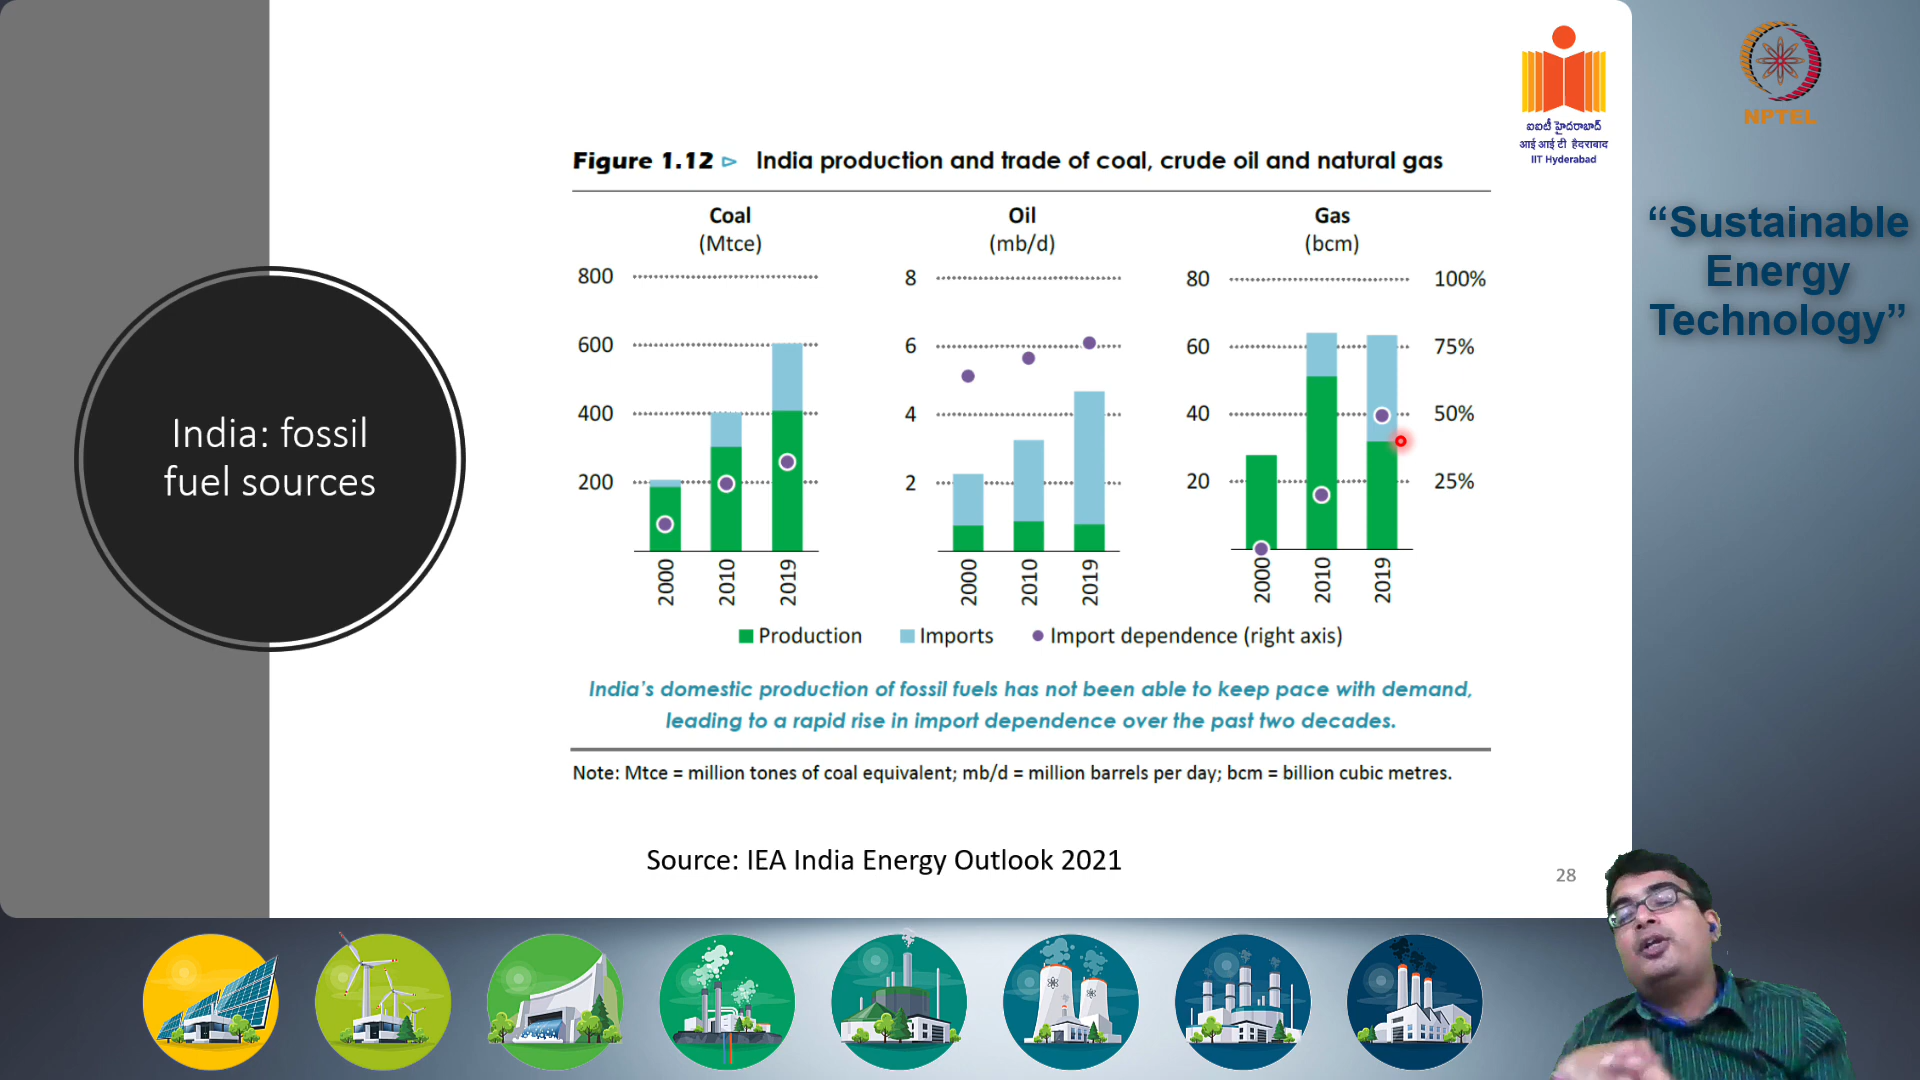 India: fossil
fuel sources
Figure 1.12 ▷ India production and trade of coal, crude oil and natural gas
Coal
(Mtce)
800
600
400
200
2000
2010
2019
Oil
(mb/d)
8
6
4
2
2000
2010
2019
Gas
(bcm)
80
60
40
20
100%
75%
50%
25%
2000
2010
2019
Production
Imports
Import dependence (right axis)
India's domestic production of fossil fuels has not been able to keep pace with demand,
leading to a rapid rise in import dependence over the past two decades.
Note: Mtce = million tones of coal equivalent; mb/d = million barrels per day; bcm = billion cubic metres.
Source: IEA India Energy Outlook 2021
28
ఐఐటీ హైదరాబాద్
आई आई टी हैदराबाद
IIT Hyderabad
NPTEL
“Sustainable
Energy
Technology”